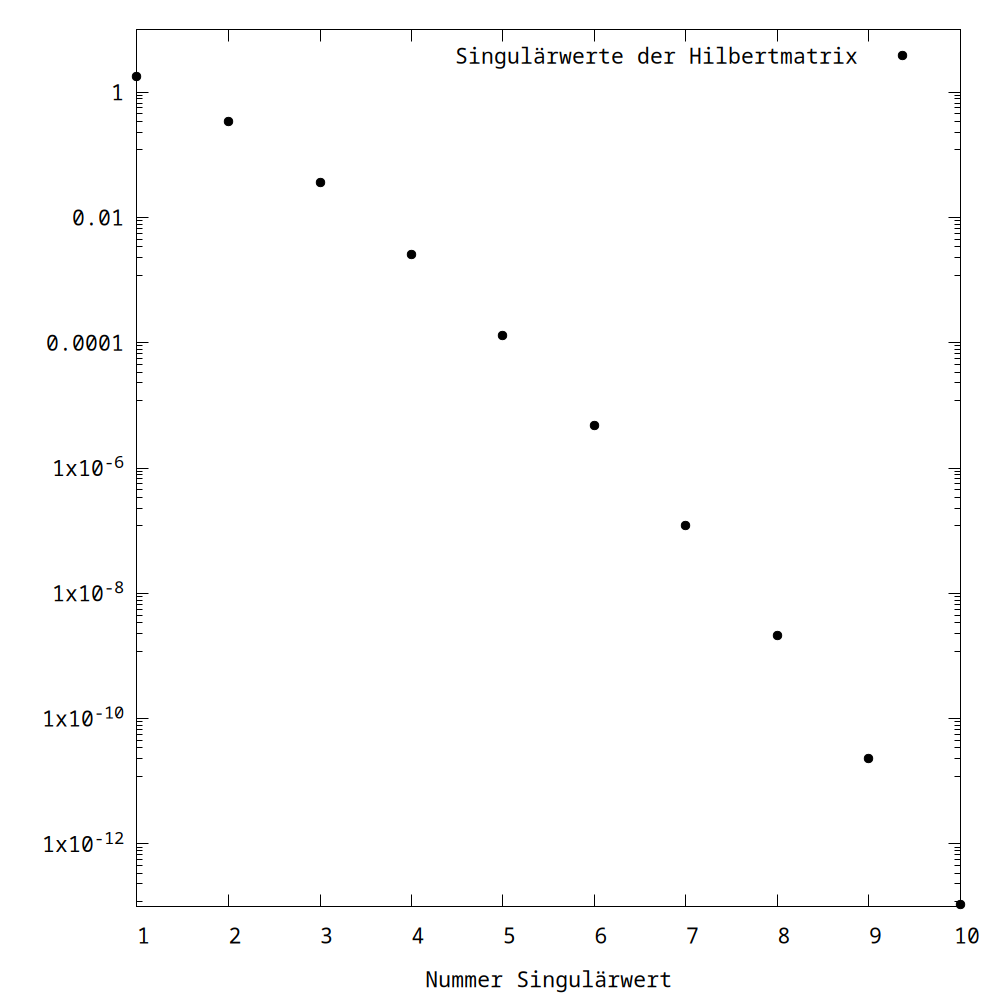 Singulärwerte der Hilbertmatrix
1
0.01
0.0001
1x10^-6
1x10^-8
1x10^-10
1x10^-12
1 2 3 4 5 6 7 8 9 10
Nummer Singulärwert